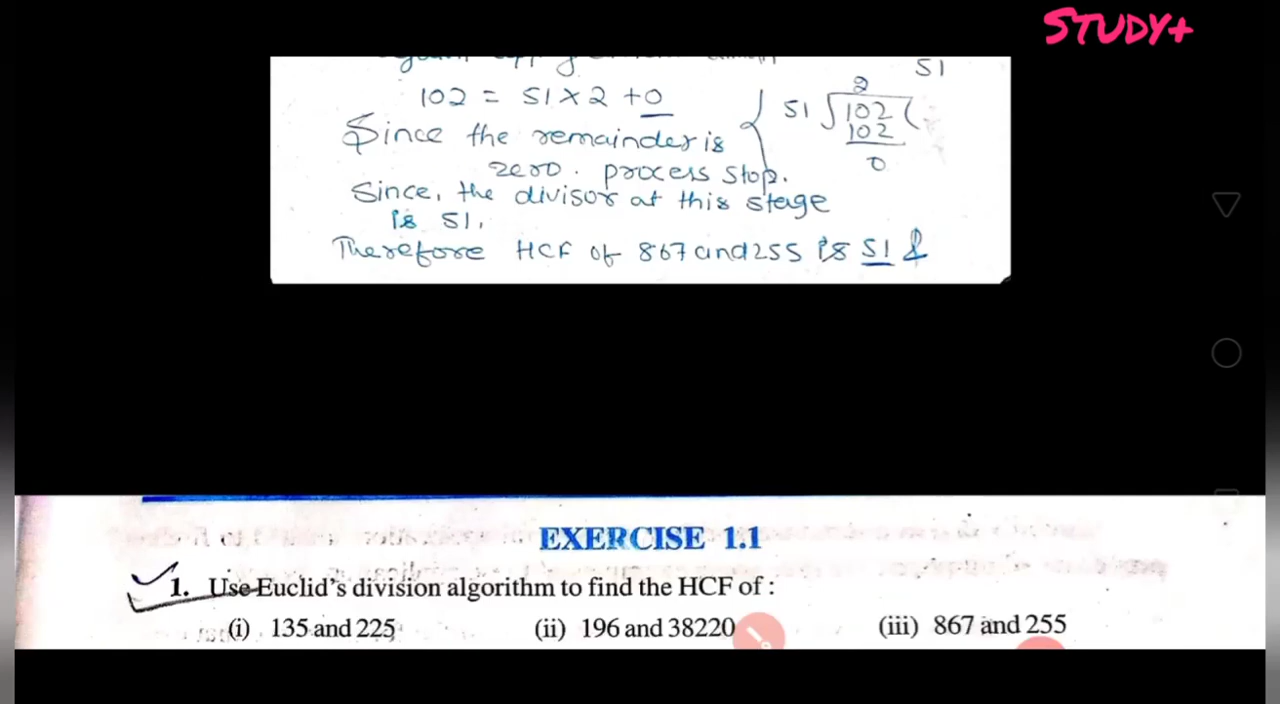 STUDY+
51
102 = 51 × 2 + 0
2
51 102
102
0
Since the remainder is
zero. process stop.
Since, the divisor at this stage
is 51.
Therefore HCF of 867 and 255 is 51
EXERCISE 1.1
1. Use Euclid's division algorithm to find the HCF of :
(i) 135 and 225 (ii) 196 and 38220 (iii) 867 and 255